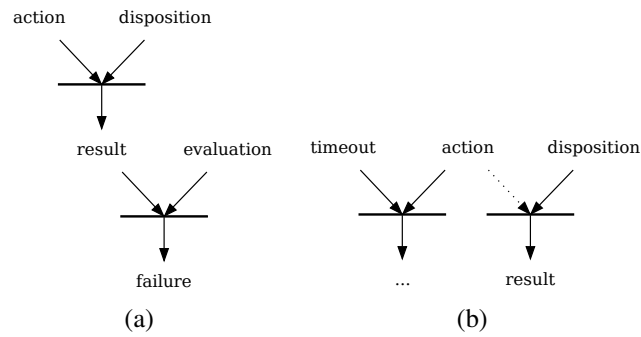 action disposition
result evaluation
timeout action disposition
failure
... result
(a) (b)